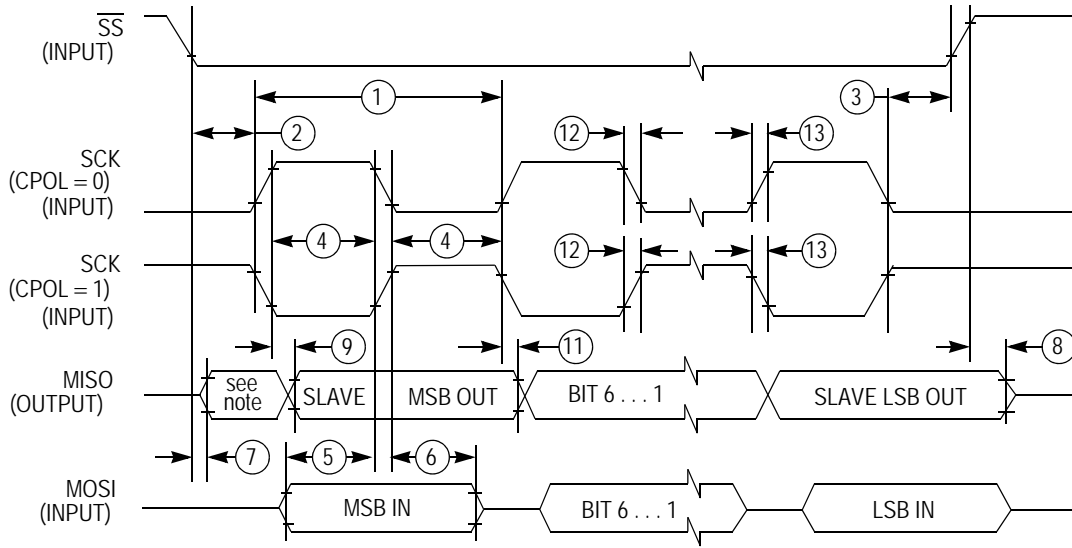 SS
(INPUT)
1
3
2
12
13
SCK
(CPOL = 0)
(INPUT)
4
4
SCK
(CPOL = 1)
(INPUT)
12
13
9
11
8
MISO
(OUTPUT)
see
note
SLAVE
MSB OUT
BIT 6 . . . 1
SLAVE LSB OUT
7
5
6
MOSI
(INPUT)
MSB IN
BIT 6 . . . 1
LSB IN